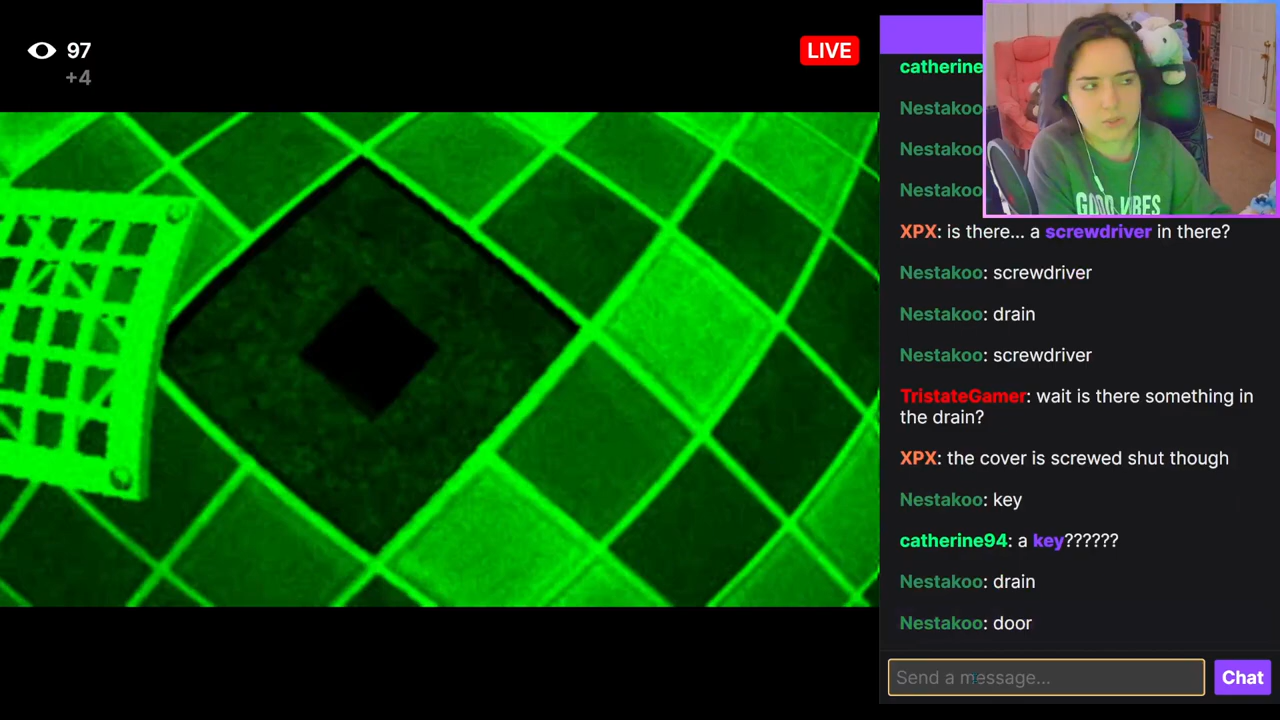 97
+4
LIVE
catherine
Nestakoo
Nestakoo
Nestakoo
GOOD VIBES
XPX: is there... a screwdriver in there?
Nestakoo: screwdriver
Nestakoo: drain
Nestakoo: screwdriver
TristateGamer: wait is there something in
the drain?
XPX: the cover is screwed shut though
Nestakoo: key
catherine94: a key??????
Nestakoo: drain
Nestakoo: door
Send a message...
Chat